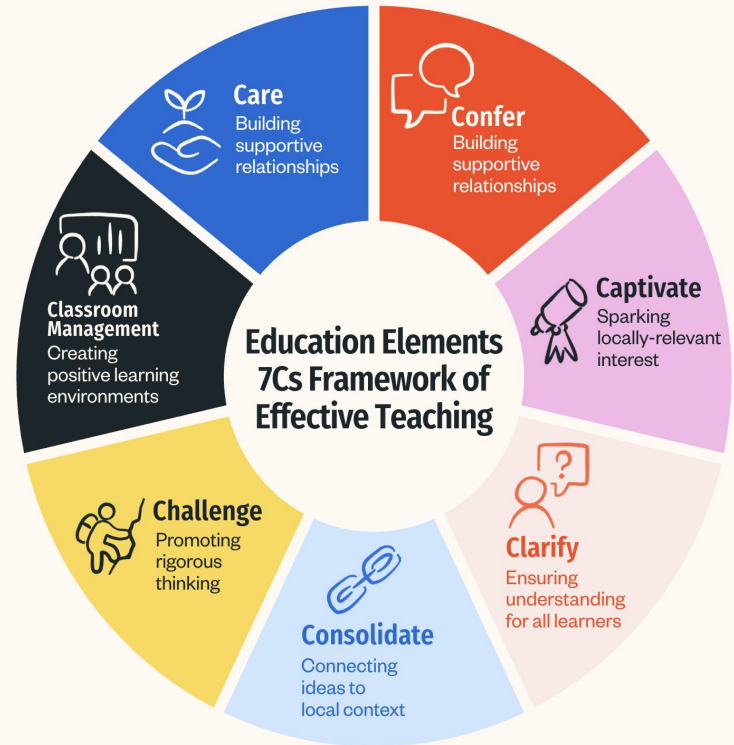 Education Elements
7Cs Framework of
Effective Teaching
Care
Building
supportive
relationships
Confer
Building
supportive
relationships
Captivate
Sparking
locally-relevant
interest
?
Clarify
Ensuring
understanding
for all learners
Consolidate
Connecting
ideas to
local context
Challenge
Promoting
rigorous
thinking
Classroom
Management
Creating
positive learning
environments